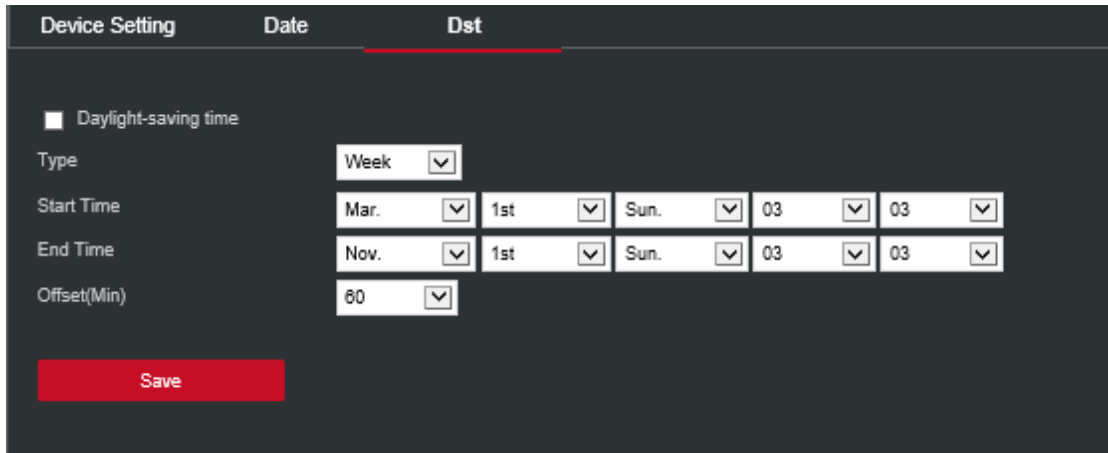 Device Setting Date Dst
Daylight-saving time
Type Week
Start Time Mar. 1st Sun. 03 03
End Time Nov. 1st Sun. 03 03
Offset(Min) 60
Save